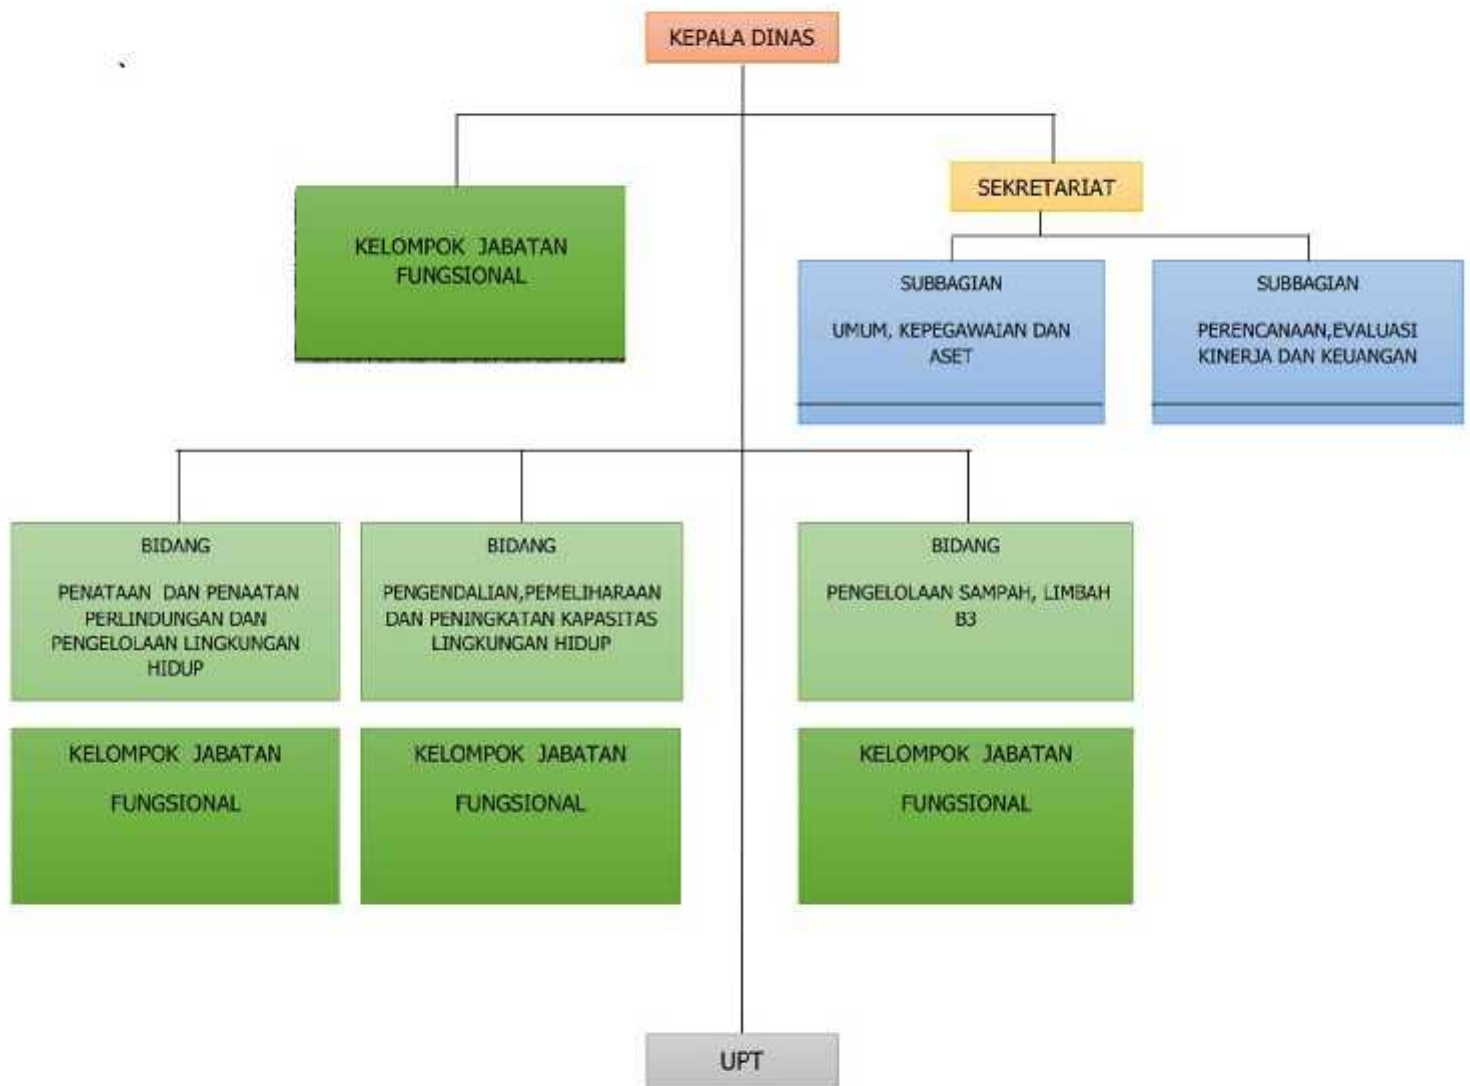 KEPALA DINAS
SEKRETARIAT
KELOMPOK JABATAN
FUNGSIONAL
SUBBAGIAN
UMUM, KEPEGAWAIAN DAN
ASET
SUBBAGIAN
PERENCANAAN,EVALUASI
KINERJA DAN KEUANGAN
BIDANG
PENATAAN DAN PENAATAN
PERLINDUNGAN DAN
PENGELOLAAN LINGKUNGAN
HIDUP
BIDANG
PENGENDALIAN,PEMELIHARAAN
DAN PENINGKATAN KAPASITAS
LINGKUNGAN HIDUP
BIDANG
PENGELOLAAN SAMPAH, LIMBAH
B3
KELOMPOK JABATAN
FUNGSIONAL
KELOMPOK JABATAN
FUNGSIONAL
KELOMPOK JABATAN
FUNGSIONAL
UPT